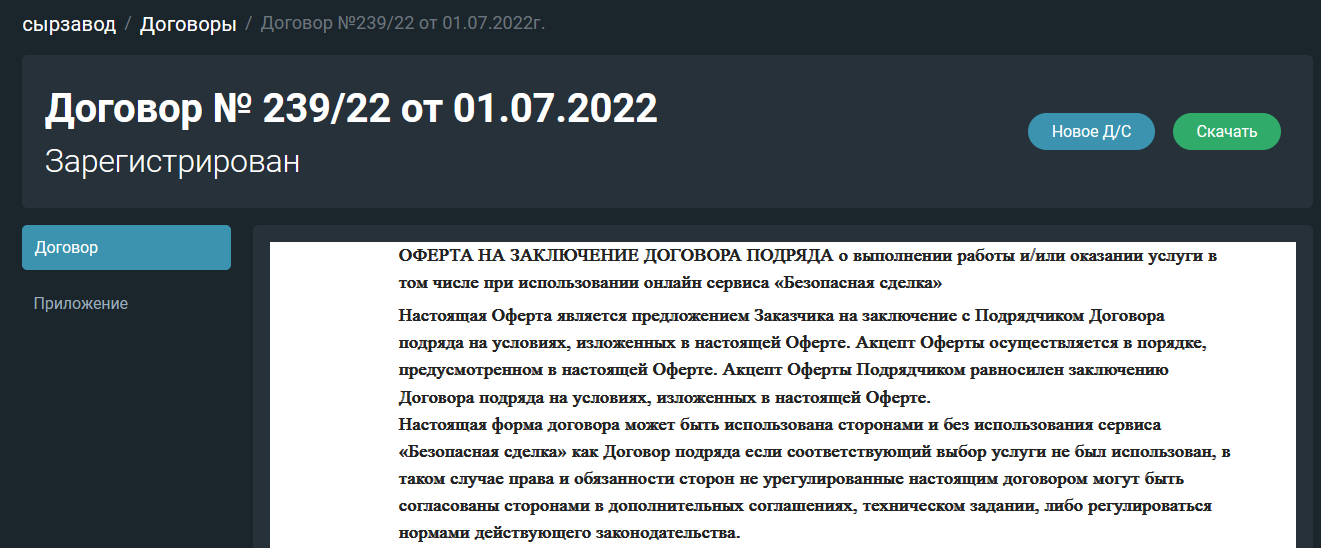 сырзавод / Договоры / Договор №239/22 от 01.07.2022г.
Договор № 239/22 от 01.07.2022
Зарегистрирован
Новое Д/С
Скачать
Договор
Приложение
ОФЕРТА НА ЗАКЛЮЧЕНИЕ ДОГОВОРА ПОДРЯДА о выполнении работы и/или оказании услуги в
том числе при использовании онлайн сервиса «Безопасная сделка»
Настоящая Оферта является предложением Заказчика на заключение с Подрядчиком Договора
подряда на условиях, изложенных в настоящей Оферте. Акцепт Оферты осуществляется в порядке,
предусмотренном в настоящей Оферте. Акцепт Оферты Подрядчиком равносилен заключению
Договора подряда на условиях, изложенных в настоящей Оферте.
Настоящая форма договора может быть использована сторонами и без использования сервиса
«Безопасная сделка» как Договор подряда если соответствующий выбор услуги не был использован, в
таком случае права и обязанности сторон не урегулированные настоящим договором могут быть
согласованы сторонами в дополнительных соглашениях, техническом задании, либо регулироваться
нормами действующего законодательства.